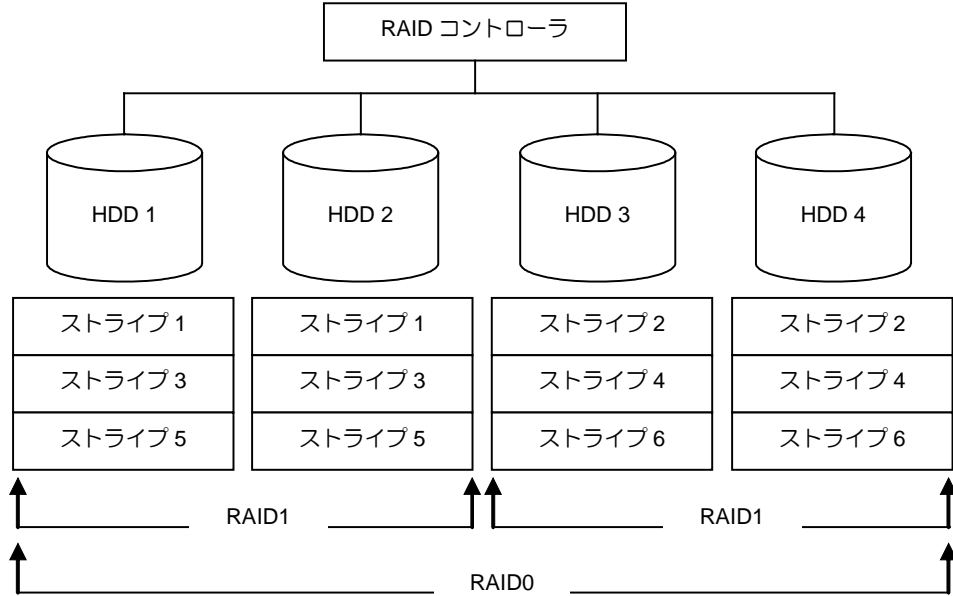 RAID コントローラ
HDD 1
HDD 2
HDD 3
HDD 4
ストライプ 1
ストライプ 1
ストライプ 2
ストライプ 2
ストライプ 3
ストライプ 3
ストライプ 4
ストライプ 4
ストライプ 5
ストライプ 5
ストライプ 6
ストライプ 6
RAID1
RAID1
RAID0